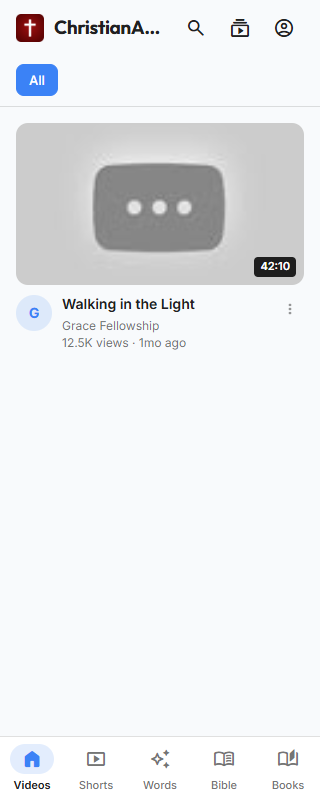 ChristianA...
All
42:10
G
Walking in the Light
Grace Fellowship
12.5K views · 1mo ago
Videos
Shorts
Words
Bible
Books